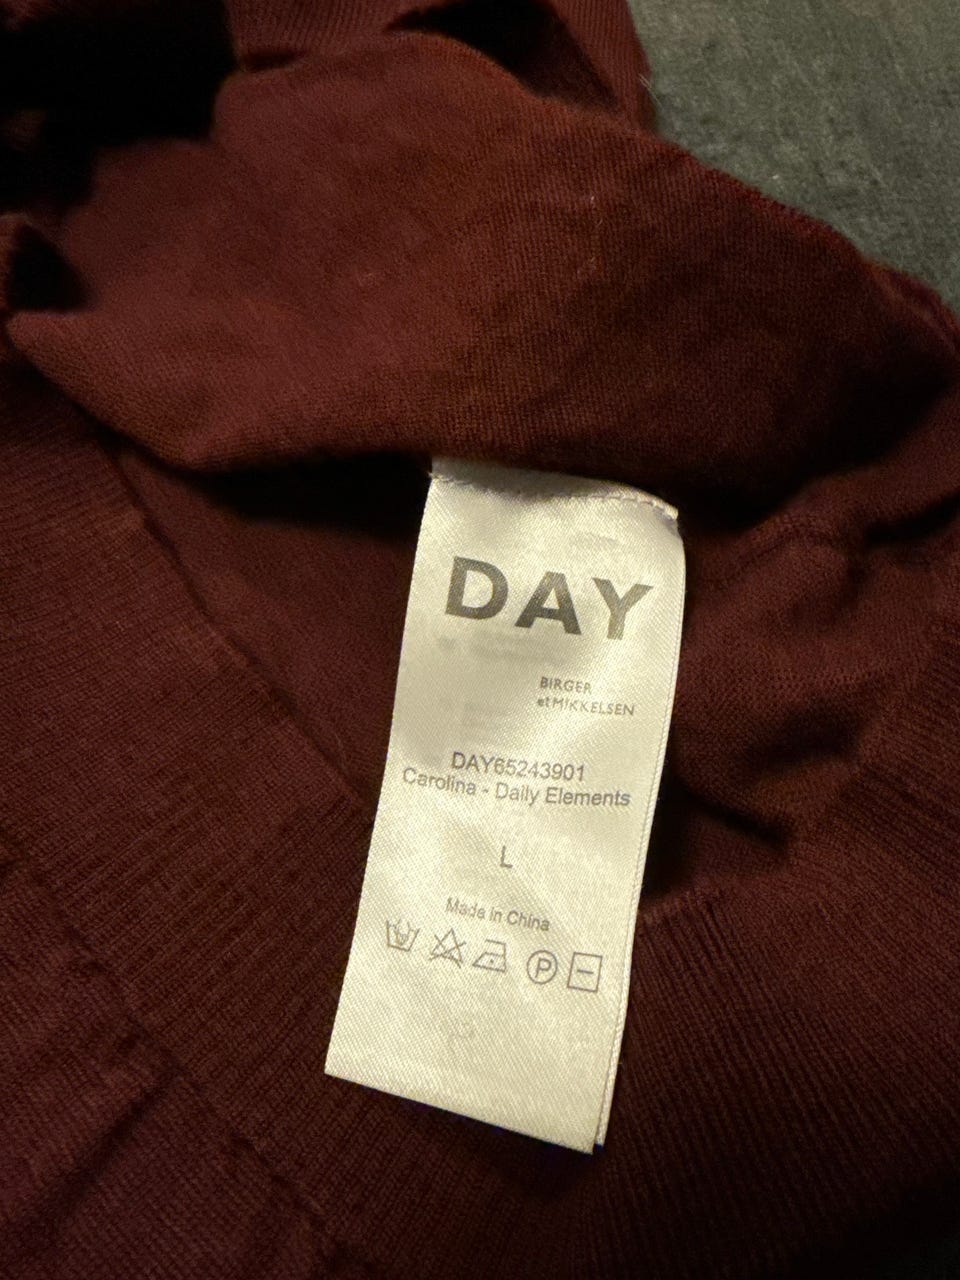 DAY
BIRGER
et MIKKELSEN
DAY65243901
Carolina - Daily Elements
L
Made in China
P